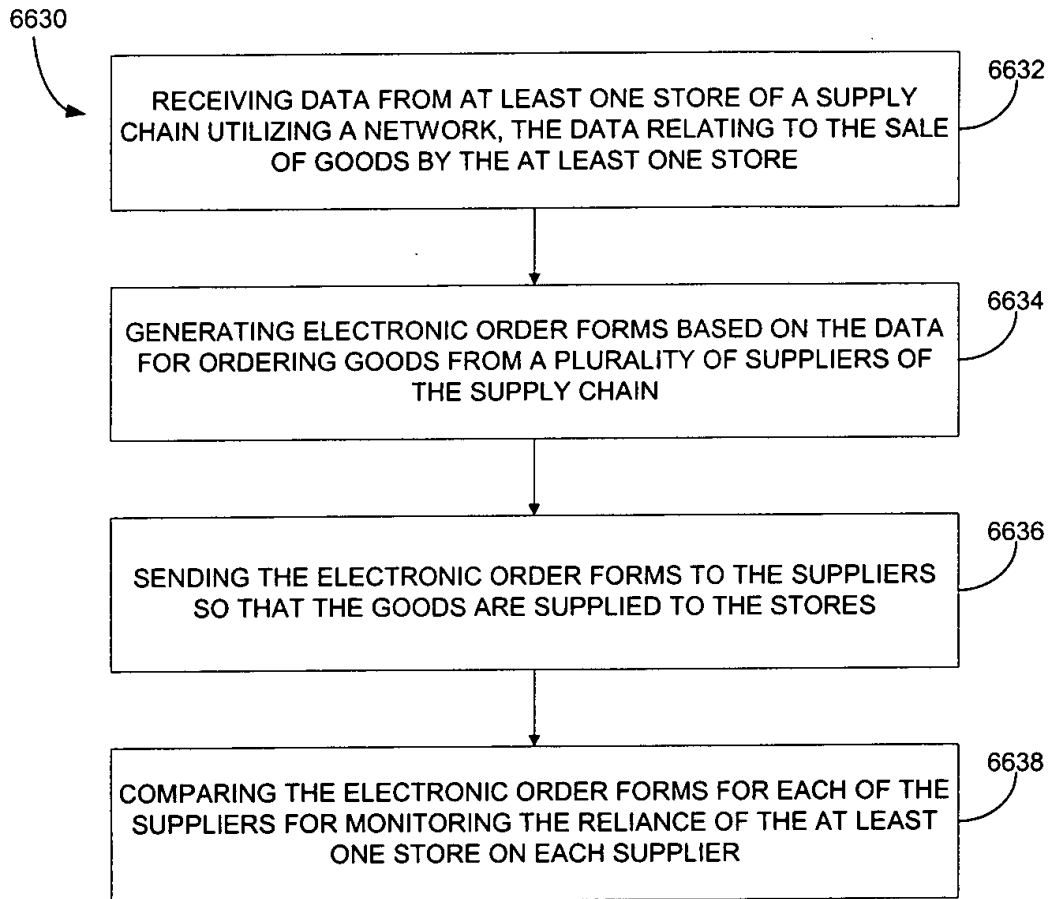 6630
6632
RECEIVING DATA FROM AT LEAST ONE STORE OF A SUPPLY
CHAIN UTILIZING A NETWORK, THE DATA RELATING TO THE SALE
OF GOODS BY THE AT LEAST ONE STORE
6634
GENERATING ELECTRONIC ORDER FORMS BASED ON THE DATA
FOR ORDERING GOODS FROM A PLURALITY OF SUPPLIERS OF
THE SUPPLY CHAIN
6636
SENDING THE ELECTRONIC ORDER FORMS TO THE SUPPLIERS
SO THAT THE GOODS ARE SUPPLIED TO THE STORES
6638
COMPARING THE ELECTRONIC ORDER FORMS FOR EACH OF THE
SUPPLIERS FOR MONITORING THE RELIANCE OF THE AT LEAST
ONE STORE ON EACH SUPPLIER